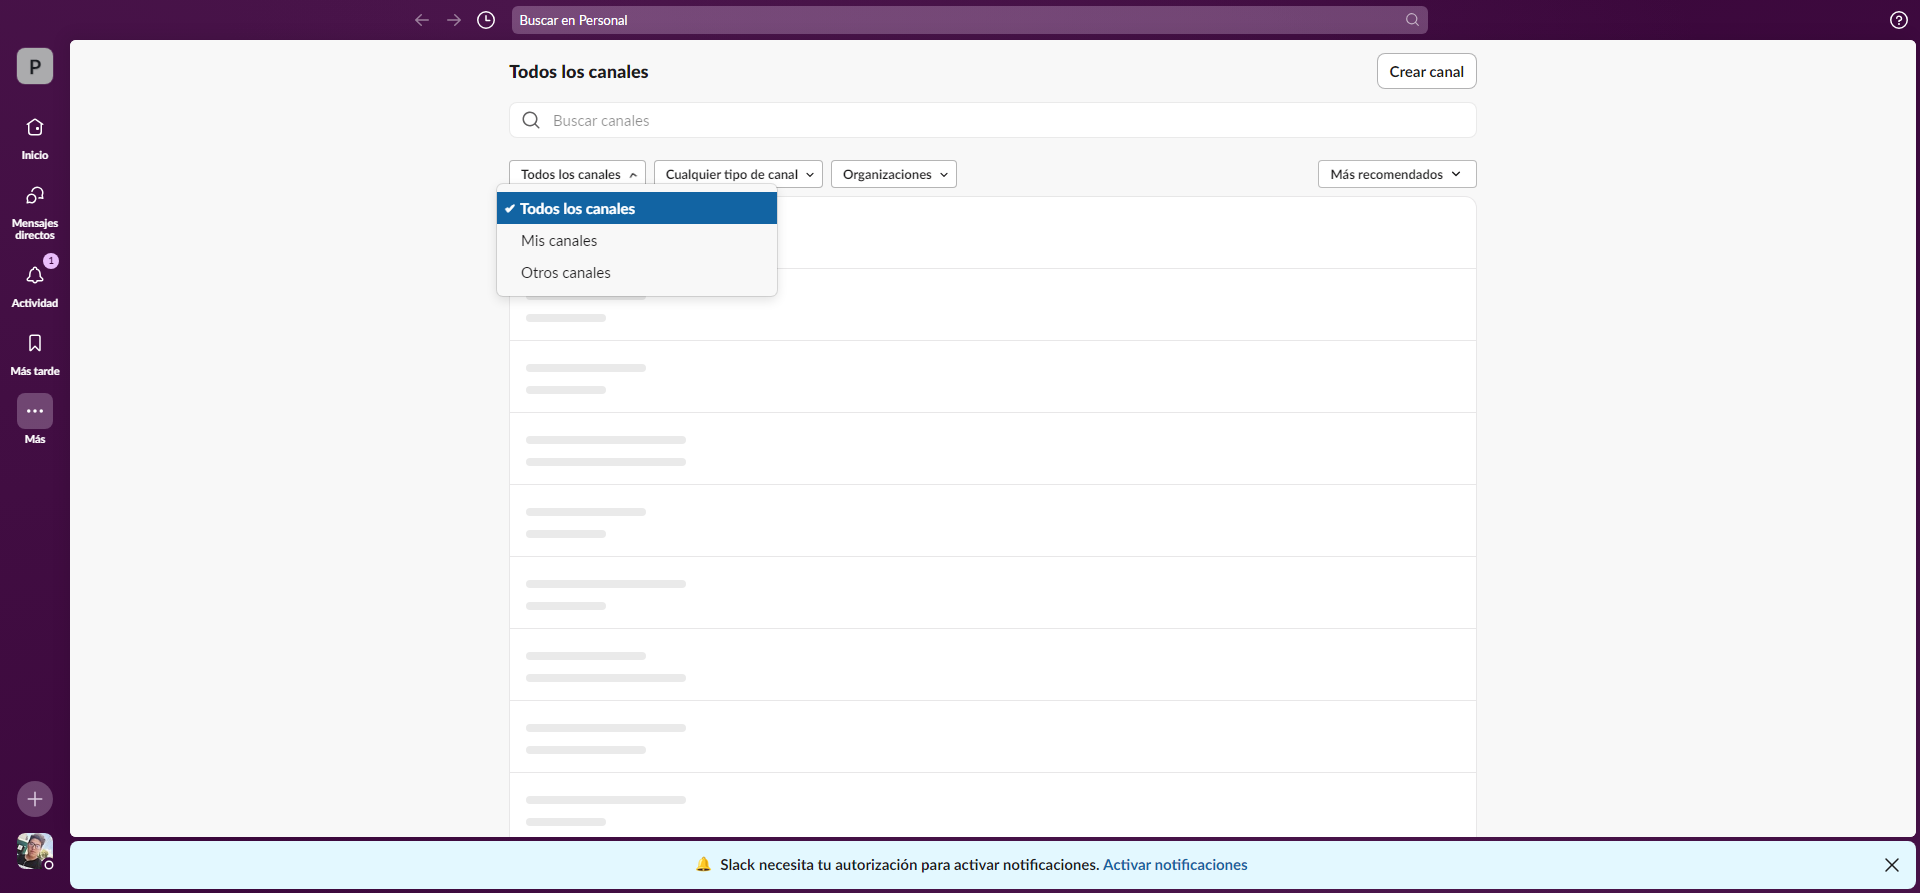 Buscar en Personal
P
Inicio
Mensajes
directos
1
Actividad
Más tarde
Más
Todos los canales
Crear canal
Buscar canales
Todos los canales
Cualquier tipo de canal
Organizaciones
Más recomendados
Todos los canales
Mis canales
Otros canales
Slack necesita tu autorización para activar notificaciones. Activar notificaciones